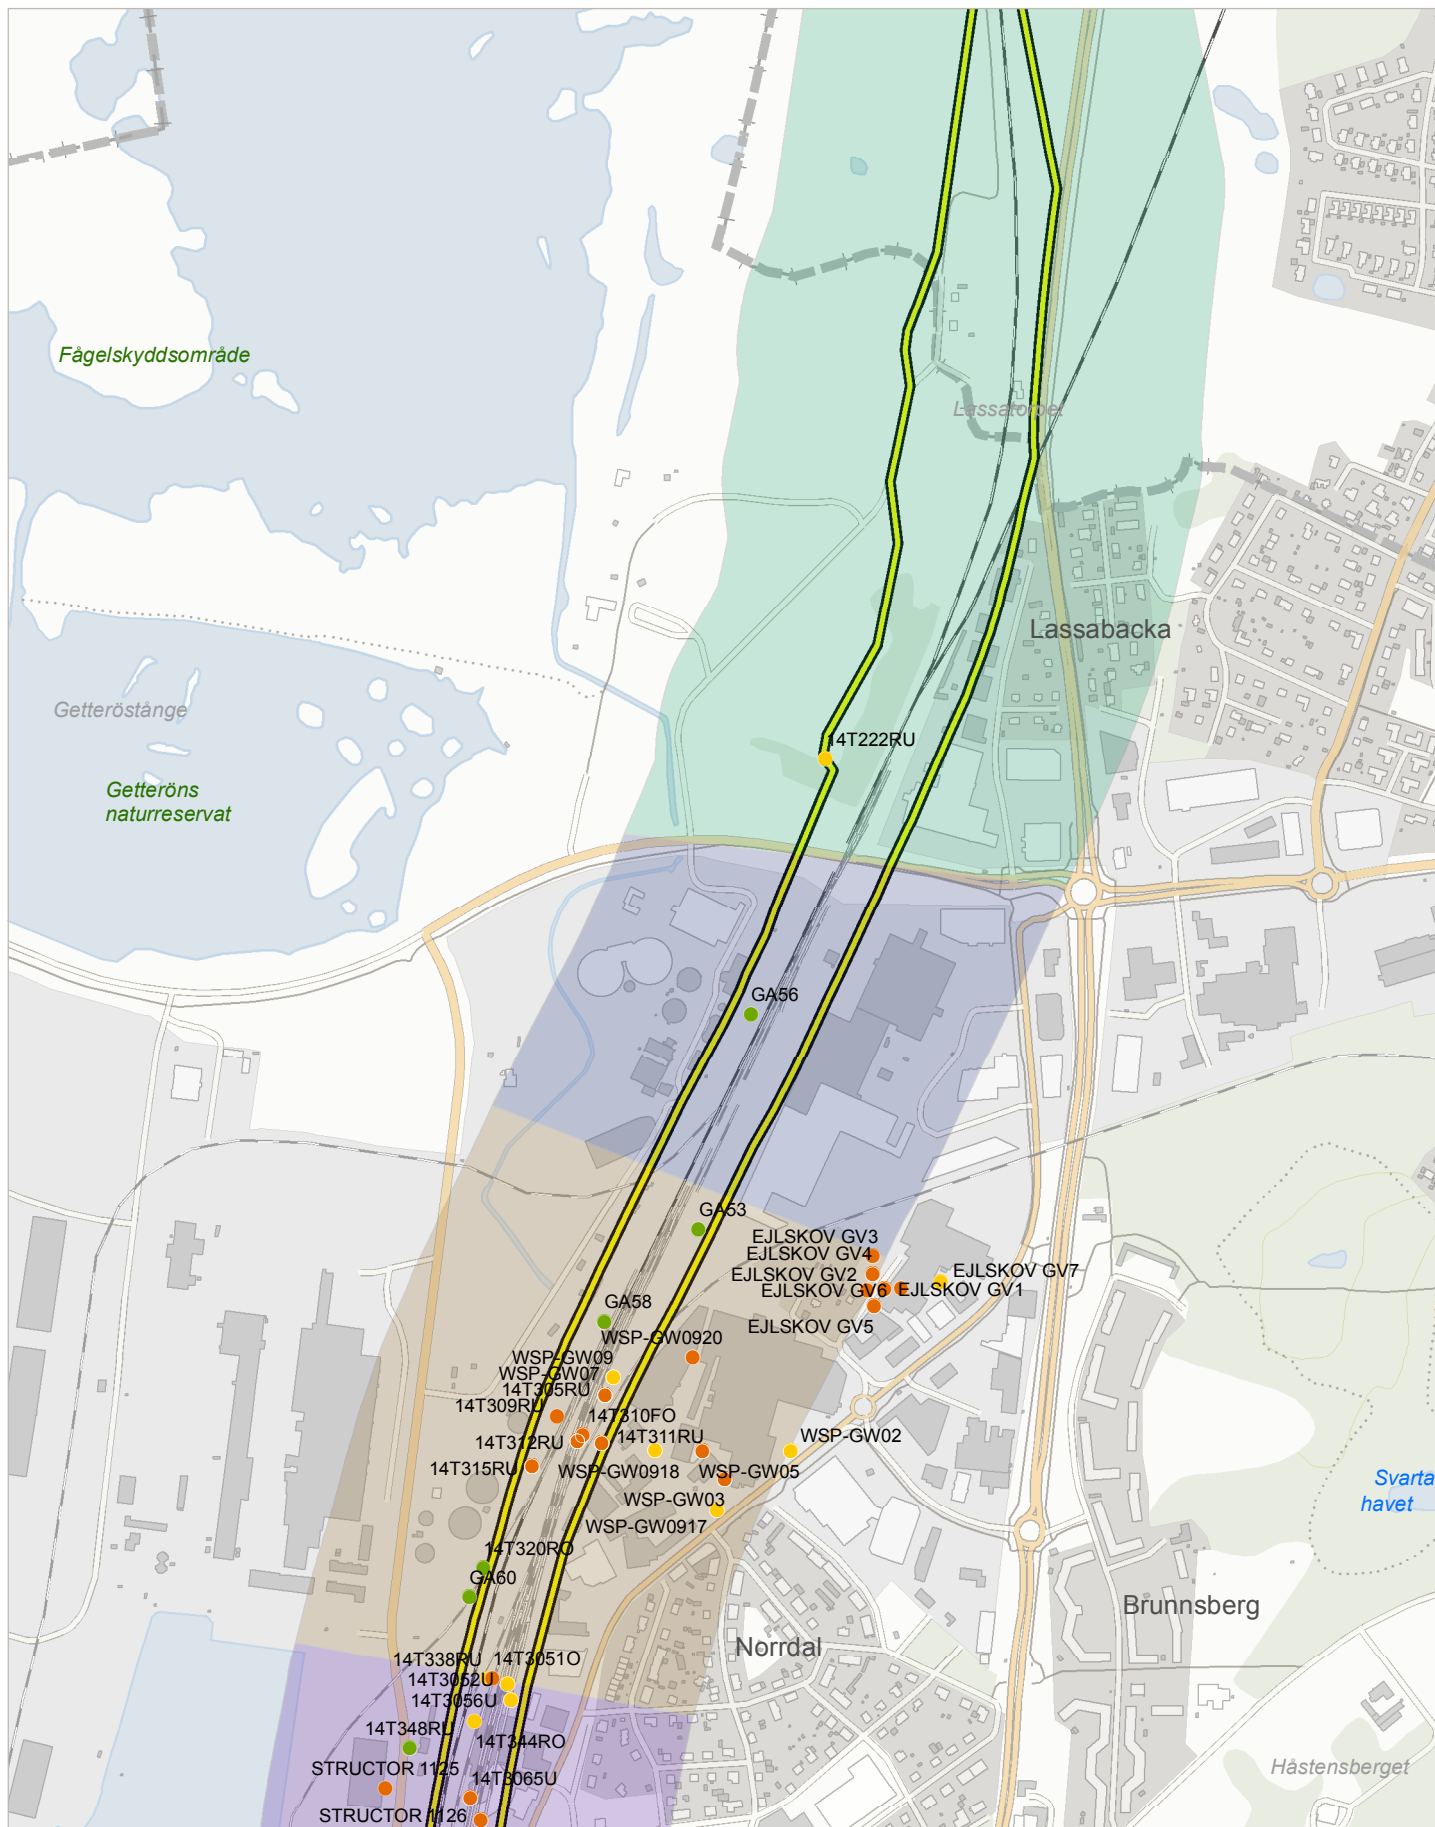 Fågelskyddsområde
Lassatorpet
Lassabacka
Getteröstånge
14T222RU
Getteröns
naturreservat
GA56
GA53
EJLSKOV GV3
EJLSKOV GV4
EJLSKOV GV2
EJLSKOV GV7
EJLSKOV GV6
EJLSKOV GV1
EJLSKOV GV5
GA58
WSP-GW0920
WSP-GW09
WSP-GW07
14T305RU
14T309RU
14T310FO
14T311RU
14T312RU
WSP-GW02
14T315RU
WSP-GW0918
WSP-GW05
WSP-GW03
WSP-GW0917
Svarta
havet
14T320RO
GA60
Brunnsberg
Norrdal
14T338RU
14T3051O
14T3052U
14T3056U
14T348RU
14T344RO
STRUCTOR 1125
14T3065U
STRUCTOR 1126
Håstensberget